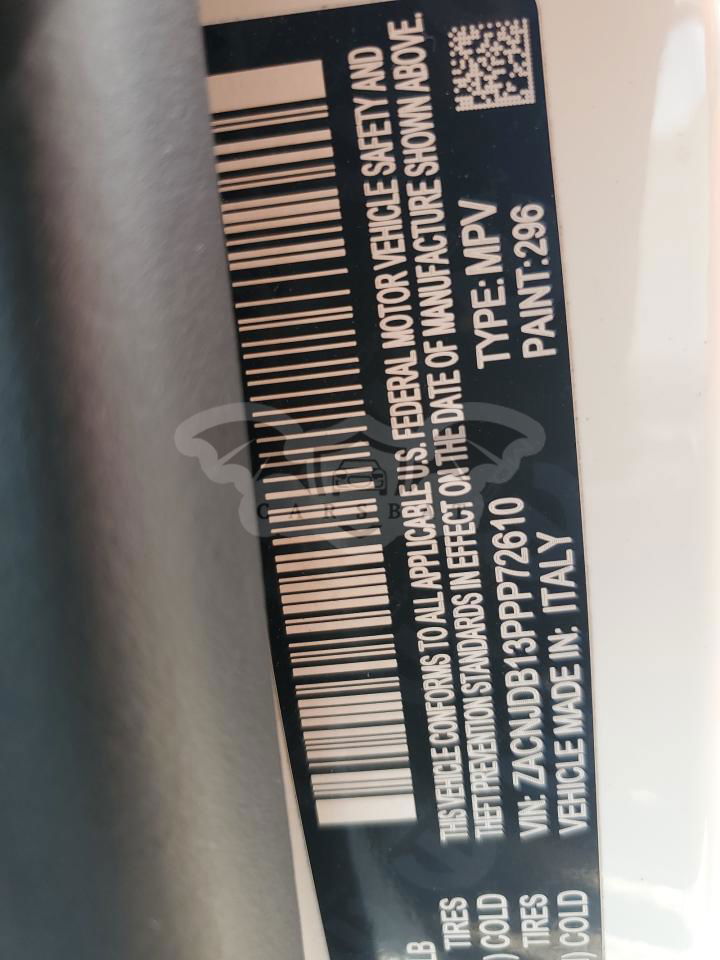 THIS VEHICLE CONFORMS TO ALL APPLICABLE U.S. FEDERAL MOTOR VEHICLE SAFETY AND
THEFT PREVENTION STANDARDS IN EFFECT ON THE DATE OF MANUFACTURE SHOWN ABOVE.
VIN: ZACNJDB13PPP72610 TYPE: MPV
VEHICLE MADE IN: ITALY PAINT:296
LB
TIRES
) COLD
TIRES
) COLD